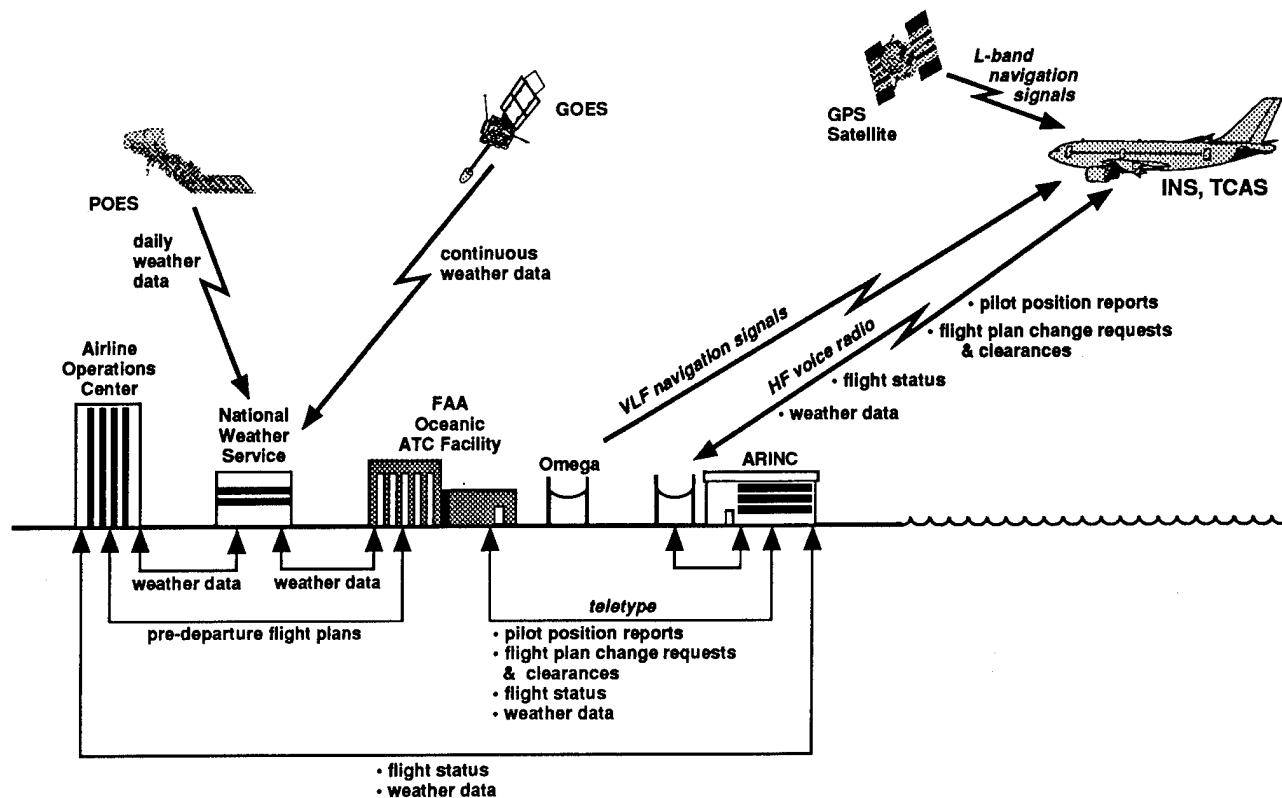 L-band
navigation
signals
GOES
GPS
Satellite
INS, TCAS
POES
daily
weather
data
continuous
weather data
VLF navigation signals
HF voice radio
• pilot position reports
• flight plan change requests
& clearances
• flight status
• weather data
Airline
Operations
Center
National
Weather
Service
FAA
Oceanic
ATC Facility
Omega
ARINC
weather data
weather data
pre-departure flight plans
teletype
• pilot position reports
• flight plan change requests
& clearances
• flight status
• weather data
• flight status
• weather data